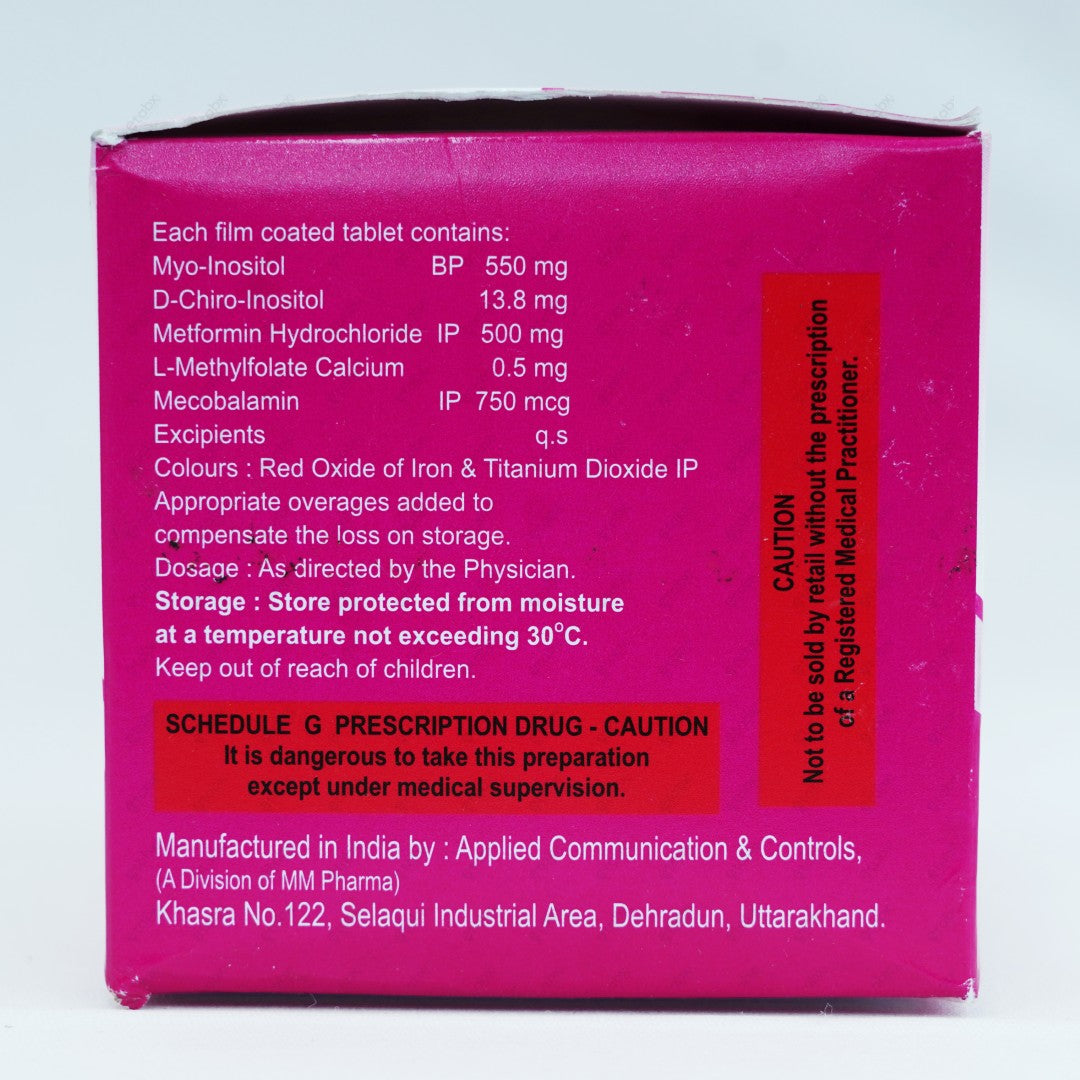 Each film coated tablet contains:
Myo-Inositol BP 550 mg
D-Chiro-Inositol 13.8 mg
Metformin Hydrochloride IP 500 mg
L-Methylfolate Calcium 0.5 mg
Mecobalamin IP 750 mcg
Excipients q.s
Colours : Red Oxide of Iron & Titanium Dioxide IP
Appropriate overages added to
compensate the loss on storage.
Dosage : As directed by the Physician.
Storage : Store protected from moisture
at a temperature not exceeding 30°C.
Keep out of reach of children.
SCHEDULE G PRESCRIPTION DRUG - CAUTION
It is dangerous to take this preparation
except under medical supervision.
Manufactured in India by : Applied Communication & Controls,
(A Division of MM Pharma)
Khasra No.122, Selaqui Industrial Area, Dehradun, Uttarakhand.
CAUTION
Not to be sold by retail without the prescription
of a Registered Medical Practitioner.